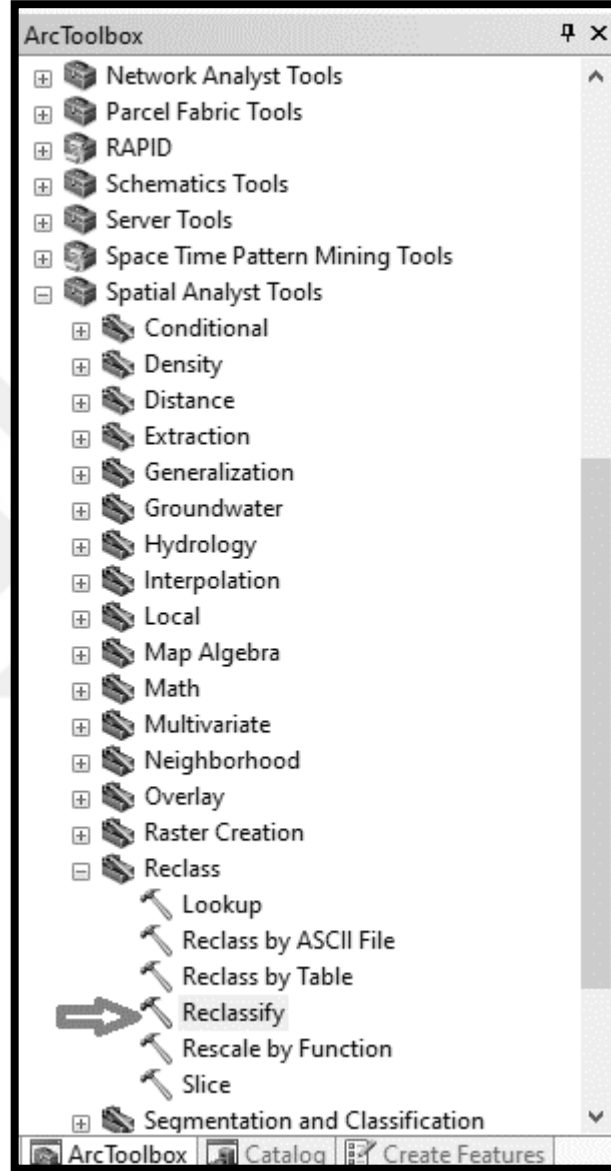 ArcToolbox
Network Analyst Tools
Parcel Fabric Tools
RAPID
Schematics Tools
Server Tools
Space Time Pattern Mining Tools
Spatial Analyst Tools
Conditional
Density
Distance
Extraction
Generalization
Groundwater
Hydrology
Interpolation
Local
Map Algebra
Math
Multivariate
Neighborhood
Overlay
Raster Creation
Reclass
Lookup
Reclass by ASCII File
Reclass by Table
Reclassify
Rescale by Function
Slice
Segmentation and Classification
ArcToolbox Catalog Create Features